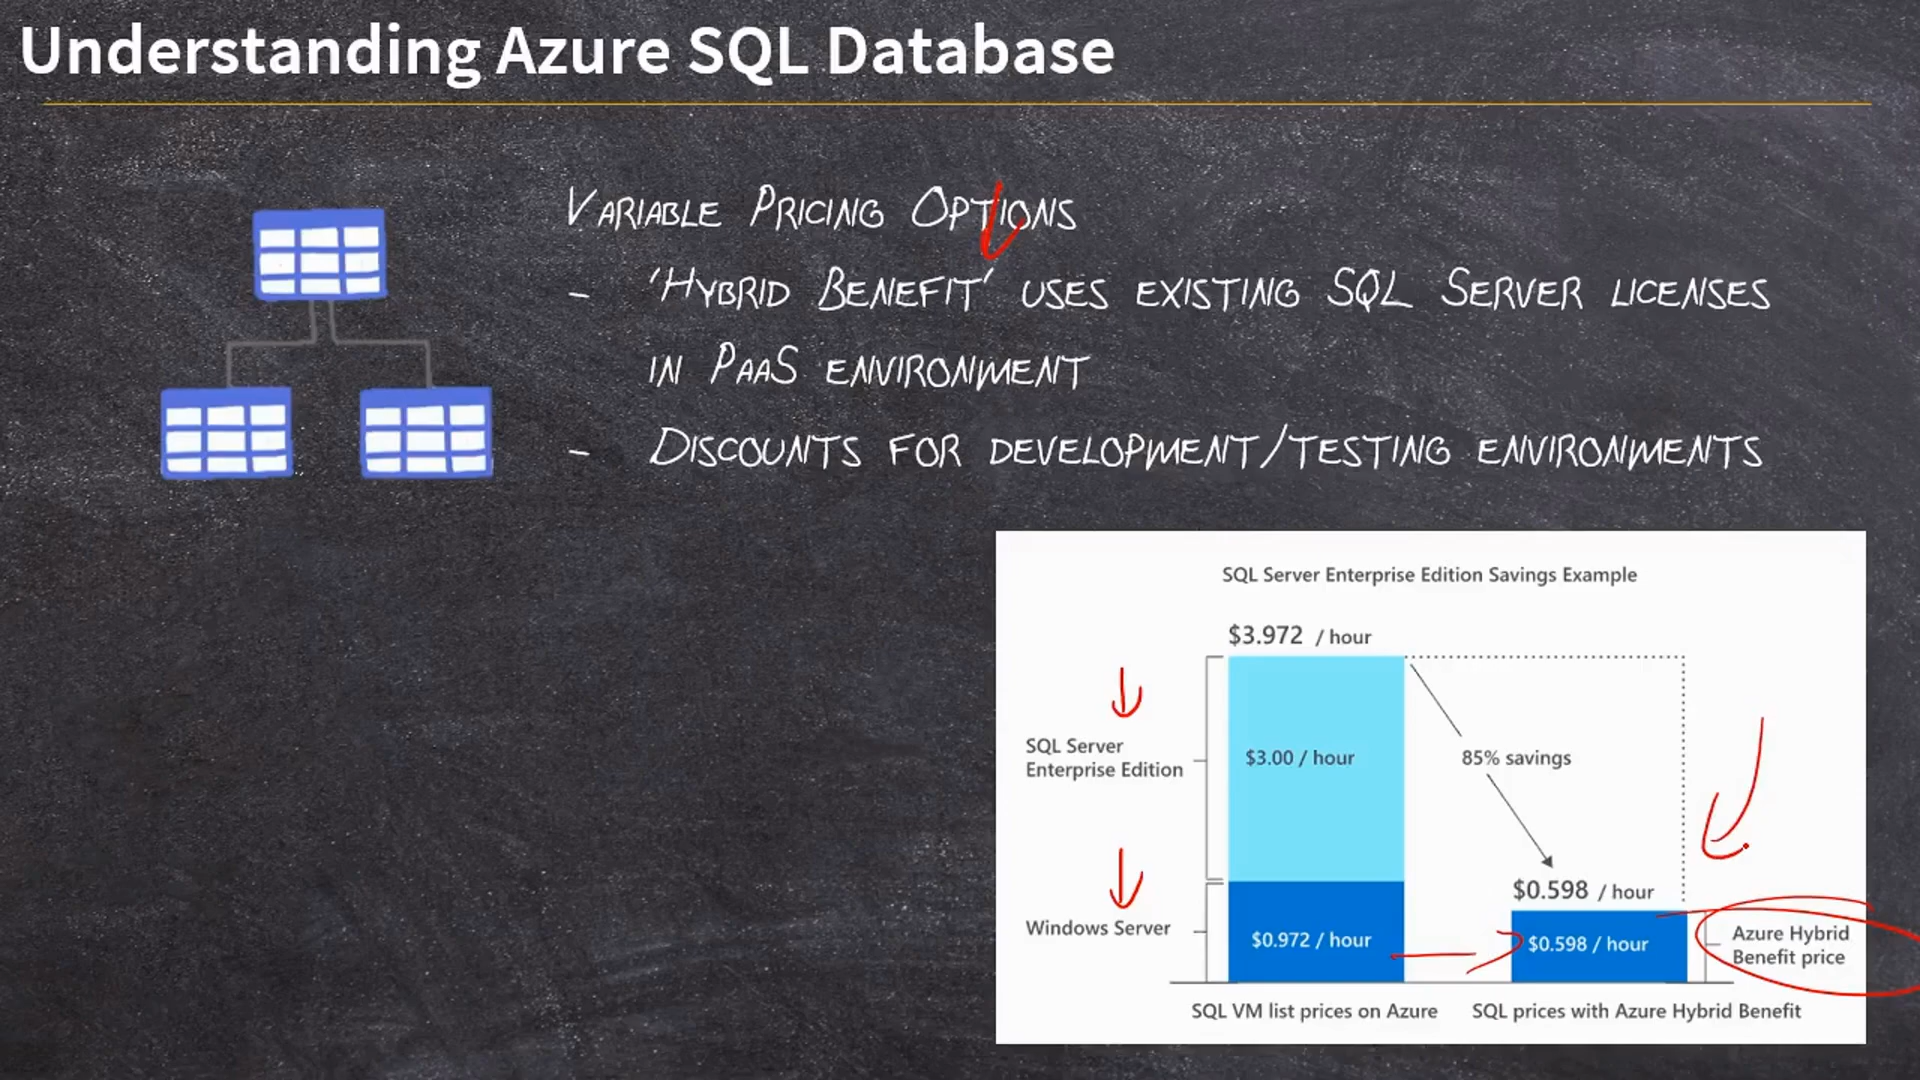 Understanding Azure SQL Database
Variable Pricing Options
- 'Hybrid Benefit' uses existing SQL Server licenses
in PaaS environment
- Discounts for development/testing environments
SQL Server Enterprise Edition Savings Example
$3.972 / hour
SQL Server
Enterprise Edition
$3.00 / hour
85% savings
$0.598 / hour
Windows Server
$0.972 / hour
$0.598 / hour
Azure Hybrid
Benefit price
SQL VM list prices on Azure
SQL prices with Azure Hybrid Benefit